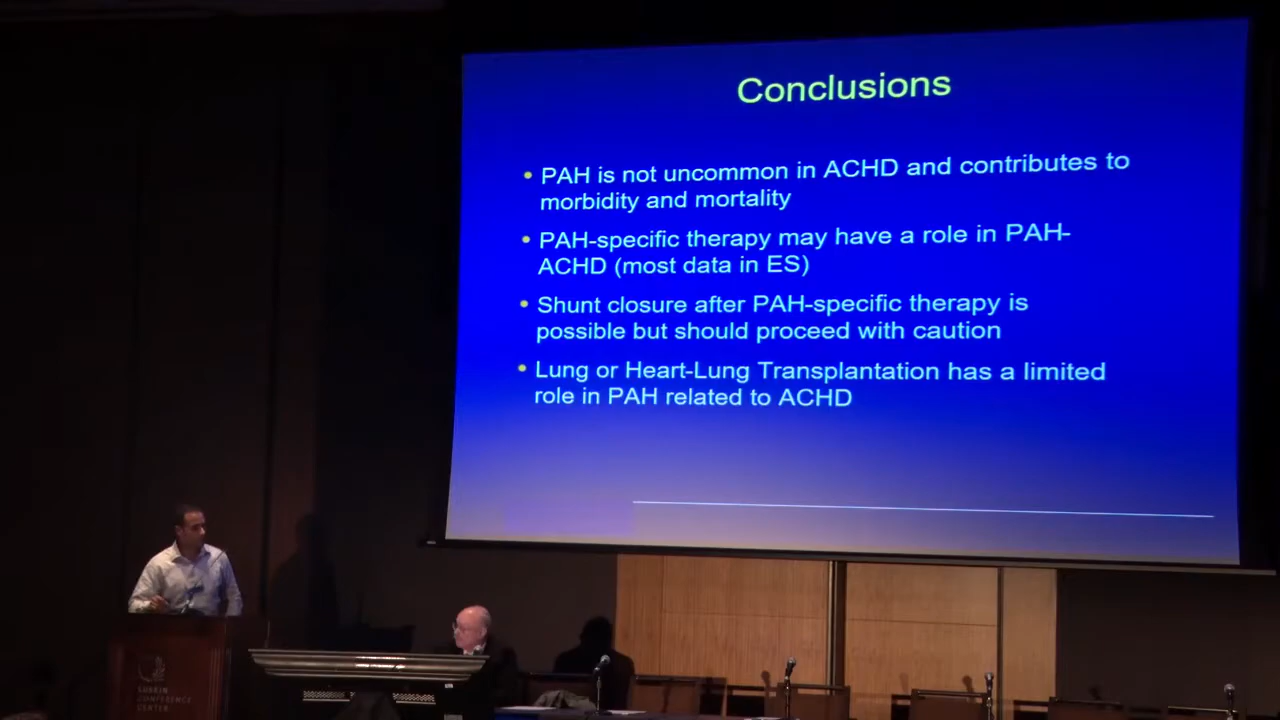 Conclusions
• PAH is not uncommon in ACHD and contributes to
morbidity and mortality
• PAH-specific therapy may have a role in PAH-
ACHD (most data in ES)
• Shunt closure after PAH-specific therapy is
possible but should proceed with caution
• Lung or Heart-Lung Transplantation has a limited
role in PAH related to ACHD
CONFERENCE
CENTER